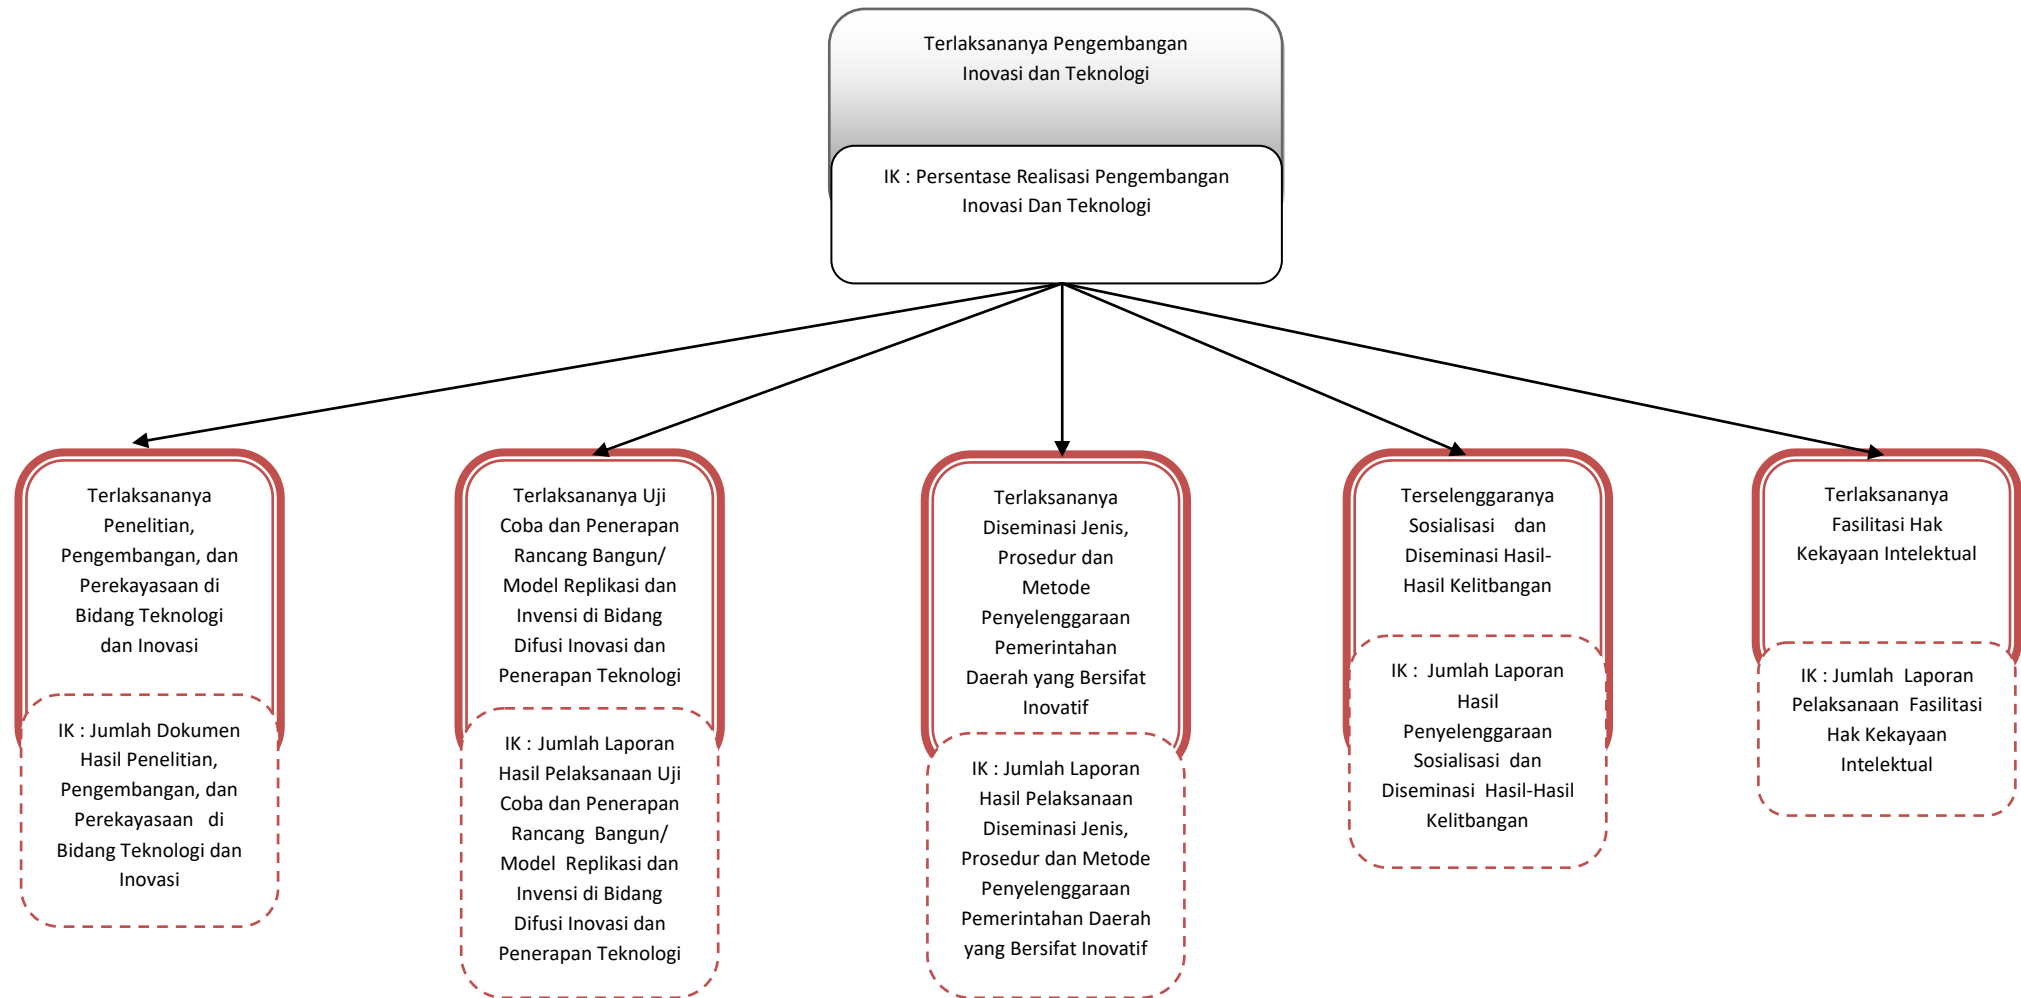 Terlaksananya Pengembangan
Inovasi dan Teknologi
IK : Persentase Realisasi Pengembangan
Inovasi Dan Teknologi
Terlaksananya
Penelitian,
Pengembangan, dan
Perekayasaan di
Bidang Teknologi
dan Inovasi
IK : Jumlah Dokumen
Hasil Penelitian,
Pengembangan, dan
Perekayasaan di
Bidang Teknologi dan
Inovasi
Terlaksananya Uji
Coba dan Penerapan
Rancang Bangun/
Model Replikasi dan
Invensi di Bidang
Difusi Inovasi dan
Penerapan Teknologi
IK : Jumlah Laporan
Hasil Pelaksanaan Uji
Coba dan Penerapan
Rancang Bangun/
Model Replikasi dan
Invensi di Bidang
Difusi Inovasi dan
Penerapan Teknologi
Terlaksananya
Diseminasi Jenis,
Prosedur dan
Metode
Penyelenggaraan
Pemerintahan
Daerah yang Bersifat
Inovatif
IK : Jumlah Laporan
Hasil Pelaksanaan
Diseminasi Jenis,
Prosedur dan Metode
Penyelenggaraan
Pemerintahan Daerah
yang Bersifat Inovatif
Terselenggaranya
Sosialisasi dan
Diseminasi Hasil-
Hasil Kelitbangan
IK : Jumlah Laporan
Hasil
Penyelenggaraan
Sosialisasi dan
Diseminasi Hasil-Hasil
Kelitbangan
Terlaksananya
Fasilitasi Hak
Kekayaan Intelektual
IK : Jumlah Laporan
Pelaksanaan Fasilitasi
Hak Kekayaan
Intelektual